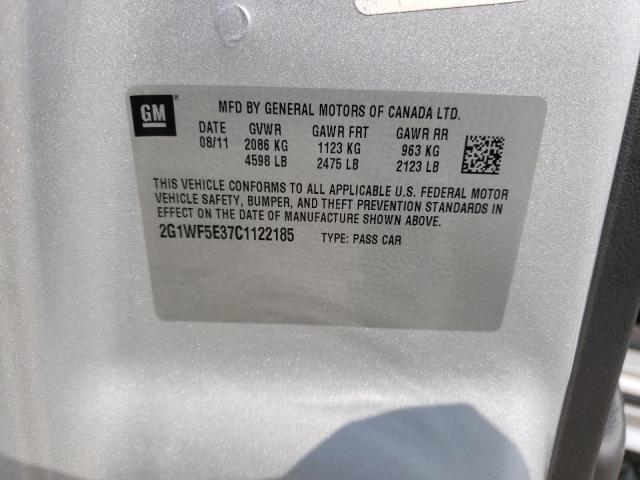 GM
MFD BY GENERAL MOTORS OF CANADA LTD.
DATE GVWR GAWR FRT GAWR RR
08/11 2086 KG 1123 KG 963 KG
4598 LB 2475 LB 2123 LB
THIS VEHICLE CONFORMS TO ALL APPLICABLE U.S. FEDERAL MOTOR
VEHICLE SAFETY, BUMPER, AND THEFT PREVENTION STANDARDS IN
EFFECT ON THE DATE OF MANUFACTURE SHOWN ABOVE.
2G1WF5E37C1122185 TYPE: PASS CAR